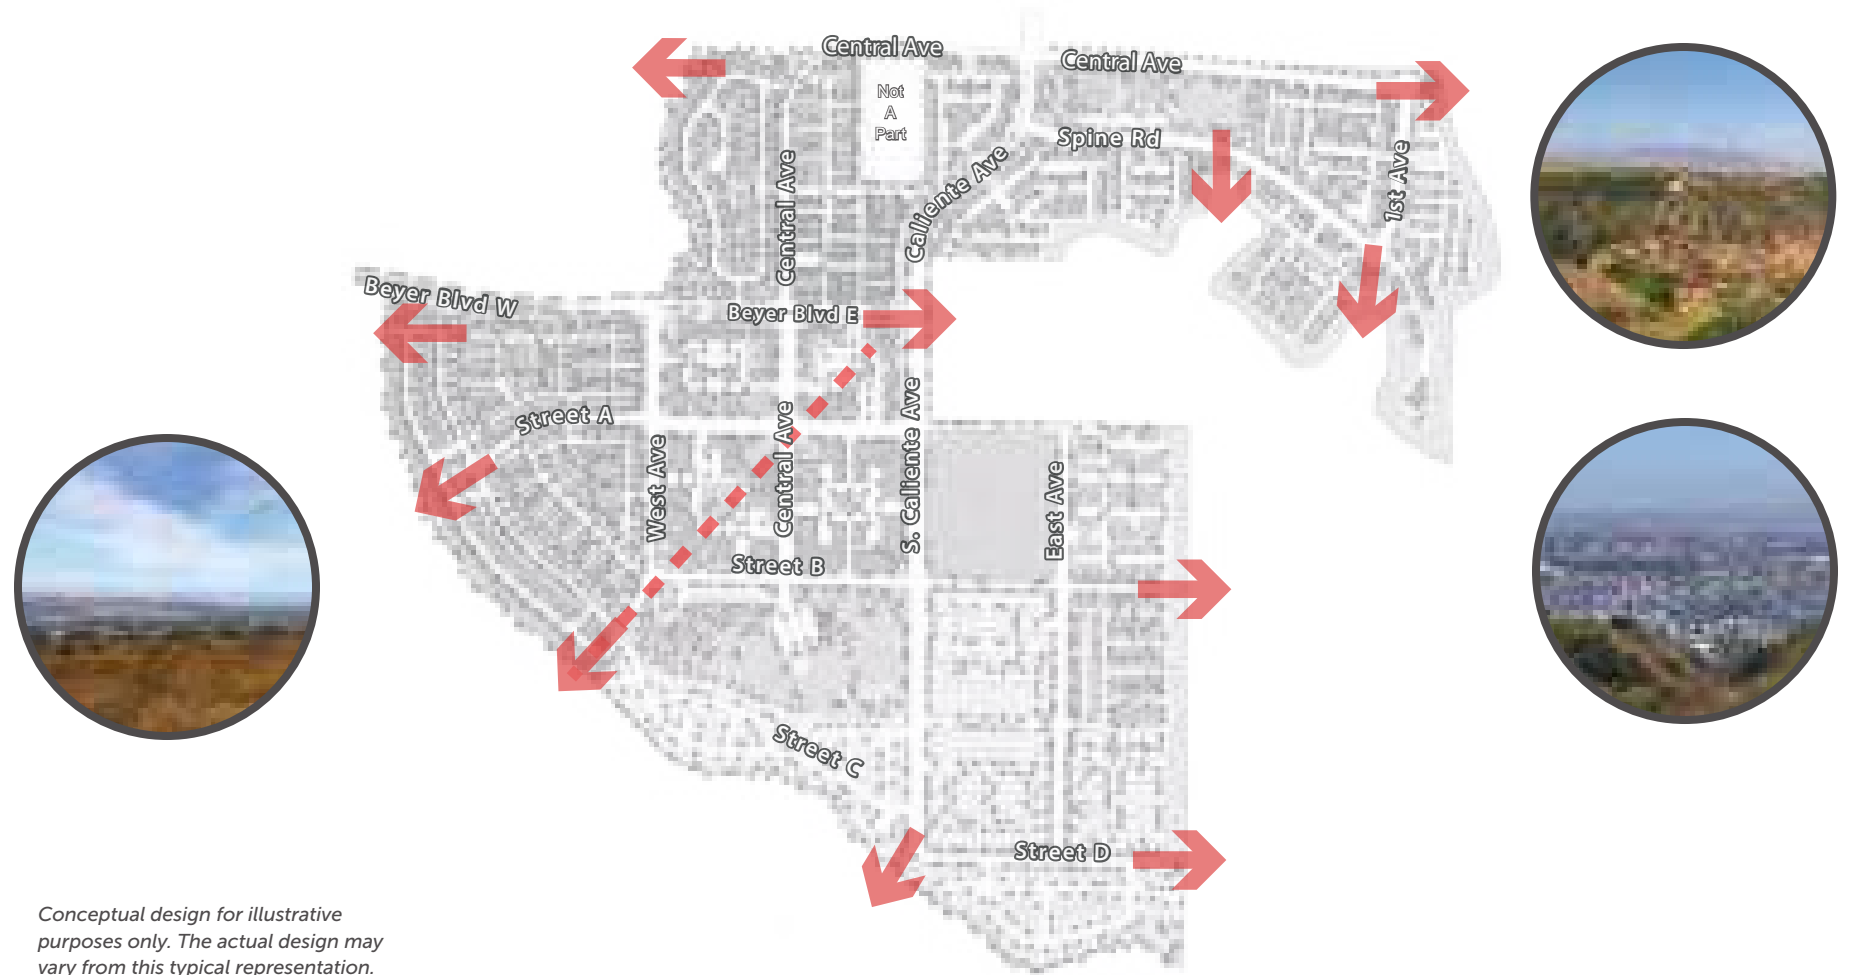 Central Ave
Central Ave
Not
A
Part
Spine Rd
1st Ave
Central Ave
Caliente Ave
Beyer Blvd W
Beyer Blvd E
Street A
West Ave
Central Ave
S. Caliente Ave
East Ave
Street B
Street C
Street D
Conceptual design for illustrative
purposes only. The actual design may
vary from this typical representation.